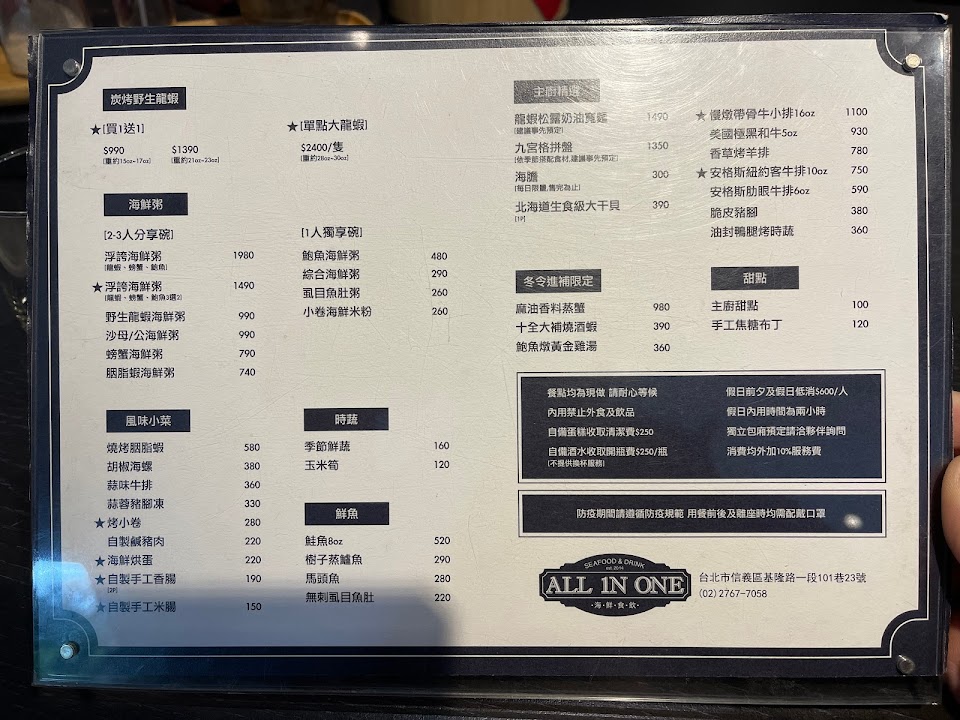 炭烤野生龍蝦
★[買1送1]
$990
[重約15oz~17oz]
$1390
[重約21oz~23oz]
★[單點大龍蝦]
$2400/隻
[重約28oz~30oz]
海鮮粥
[2-3人分享碗]
浮誇海鮮粥 1980
[龍蝦、螃蟹、鮑魚]
★浮誇海鮮粥 1490
[龍蝦、螃蟹、鮑魚3選2]
野生龍蝦海鮮粥 990
沙母/公海鮮粥 990
螃蟹海鮮粥 790
胭脂蝦海鮮粥 740
[1人獨享碗]
鮑魚海鮮粥 480
綜合海鮮粥 290
虱目魚肚粥 260
小卷海鮮米粉 260
風味小菜
燒烤胭脂蝦 580
胡椒海螺 380
蒜味牛排 360
蒜蓉豬腳凍 330
★烤小卷 280
自製鹹豬肉 220
★海鮮烘蛋 220
★自製手工香腸 190
[2P]
★自製手工米腸 150
時蔬
季節鮮蔬 160
玉米筍 120
鮮魚
鮭魚8oz 520
樹子蒸鱸魚 290
馬頭魚 280
無刺虱目魚肚 220
主廚精選
龍蝦松露奶油寬麵 1490
[建議事先預定]
九宮格拼盤 1350
[依季節搭配食材,建議事先預定]
海膽 300
[每日限量,售完為止]
北海道生食級大干貝 390
[1P]
★慢燉帶骨牛小排16oz 1100
美國極黑和牛5oz 930
香草烤羊排 780
★安格斯紐約客牛排10oz 750
安格斯肋眼牛排6oz 590
脆皮豬腳 380
油封鴨腿烤時蔬 360
冬令進補限定
麻油香料蒸蟹 980
十全大補燒酒蝦 390
鮑魚燉黃金雞湯 360
甜點
主廚甜點 100
手工焦糖布丁 120
餐點均為現做 請耐心等候
內用禁止外食及飲品
自備蛋糕收取清潔費$250
自備酒水收取開瓶費$250/瓶
[不提供換杯服務]
假日前夕及假日低消$600/人
假日內用時間為兩小時
獨立包廂預定請洽夥伴詢問
消費均外加10%服務費
防疫期間請遵循防疫規範 用餐前後及離座時均需配戴口罩
SEAFOOD & DRINK
est.2014
ALL IN ONE
·海·鮮·食·飲·
台北市信義區基隆路一段101巷23號
(02) 2767-7058